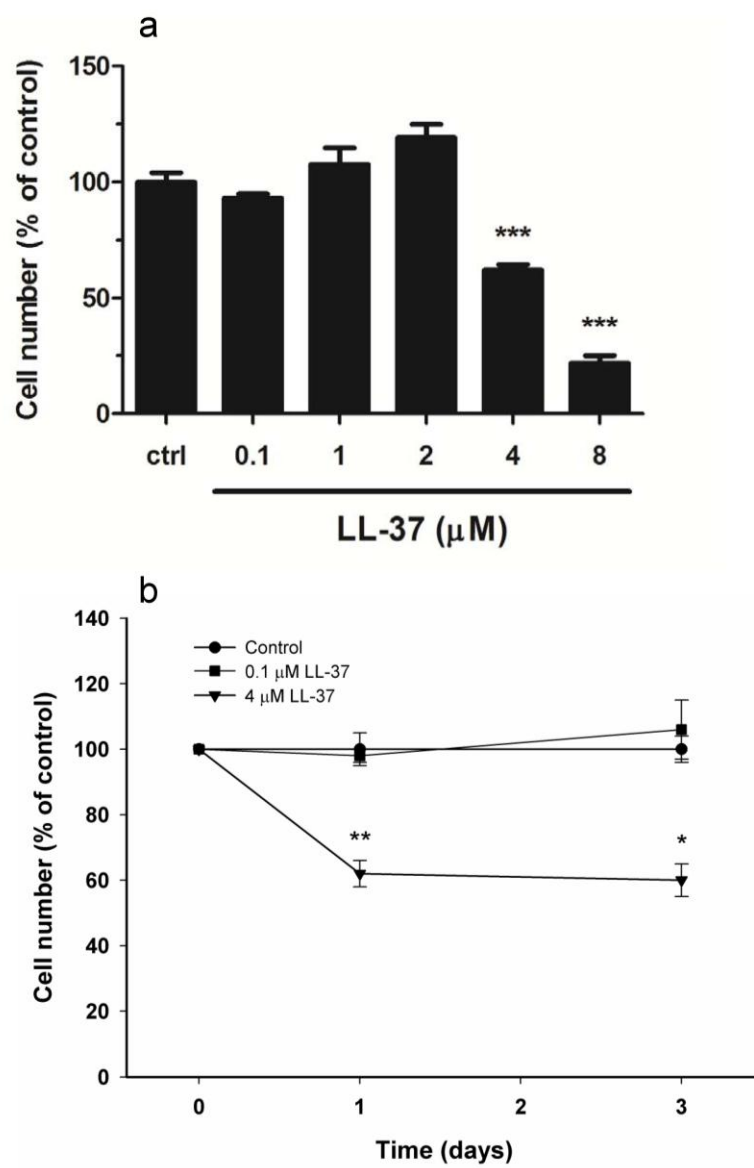 a
Cell number (% of control)
150
100
50
0
***
***
ctrl 0.1 1 2 4 8
LL-37 (µM)
b
Cell number (% of control)
140
120
100
80
60
40
20
0
Control
0.1 µM LL-37
4 µM LL-37
**
*
0 1 2 3
Time (days)